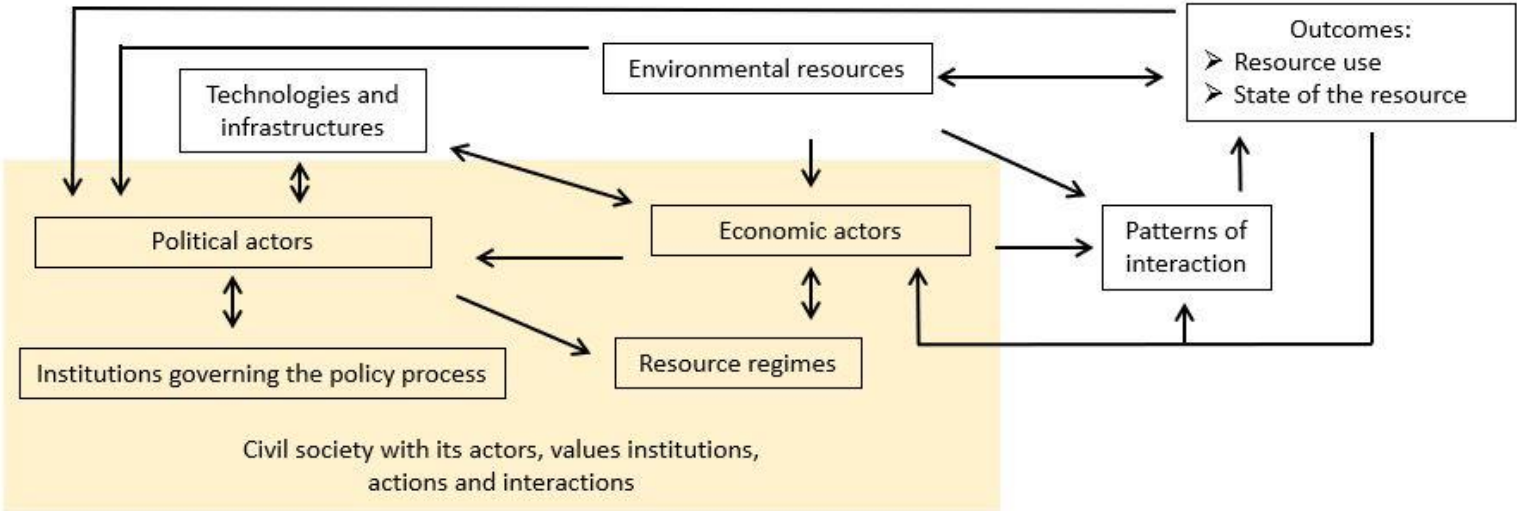 Outcomes:
➢ Resource use
➢ State of the resource
Environmental resources
Technologies and
infrastructures
Political actors
Economic actors
Patterns of
interaction
Institutions governing the policy process
Resource regimes
Civil society with its actors, values institutions,
actions and interactions